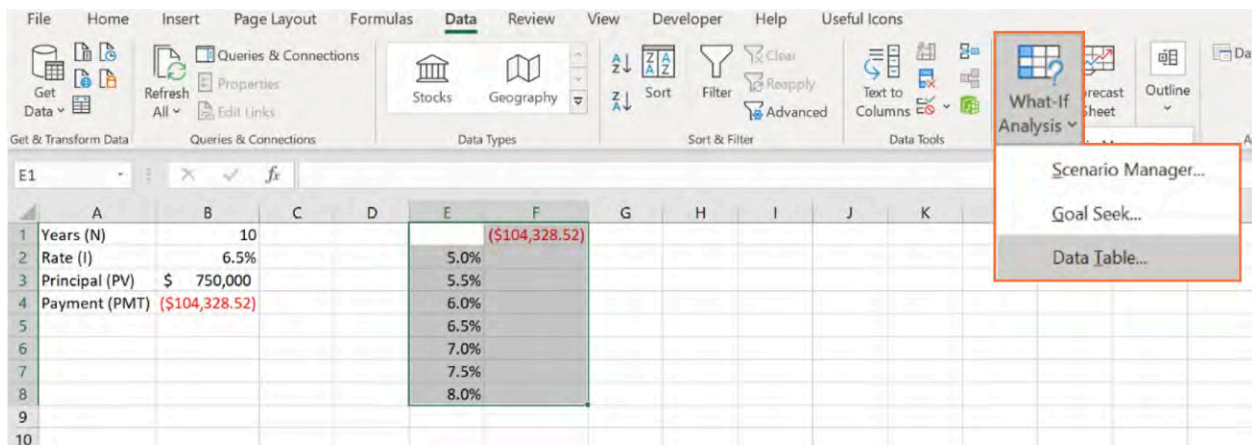 File Home Insert Page Layout Formulas Data Review View Developer Help Useful Icons
Get Data
Refresh All
Queries & Connections
Properties
Edit Links
Stocks
Geography
Sort
Filter
Clear
Reapply
Advanced
Text to Columns
What-If Analysis
Sheet
Outline
Da
Get & Transform Data Queries & Connections Data Types Sort & Filter Data Tools
Scenario Manager...
Goal Seek...
Data Table...
E1 fx
A B C D E F G H I J K
1 Years (N) 10 ($104,328.52)
2 Rate (I) 6.5% 5.0%
3 Principal (PV) $ 750,000 5.5%
4 Payment (PMT) ($104,328.52) 6.0%
5 6.5%
6 7.0%
7 7.5%
8 8.0%
9
10